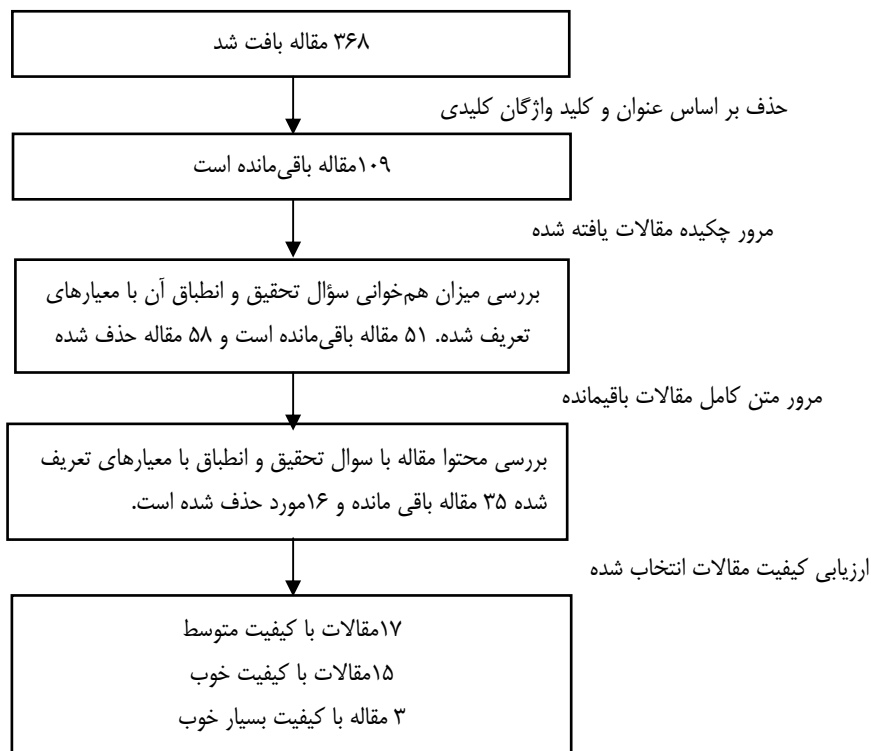 ۳۶۸ مقاله بافت شد
حذف بر اساس عنوان و کلید واژگان کلیدی
۱۰۹مقاله باقی‌مانده است
مرور چکیده مقالات یافته شده
بررسی میزان هم‌خوانی سؤال تحقیق و انطباق آن با معیارهای
تعریف شده. ۵۱ مقاله باقی‌مانده است و ۵۸ مقاله حذف شده
مرور متن کامل مقالات باقیمانده
بررسی محتوا مقاله با سوال تحقیق و انطباق با معیارهای تعریف
شده ۳۵ مقاله باقی مانده و ۱۶مورد حذف شده است.
ارزیابی کیفیت مقالات انتخاب شده
۱۷مقالات با کیفیت متوسط
۱۵مقالات با کیفیت خوب
۳ مقاله با کیفیت بسیار خوب